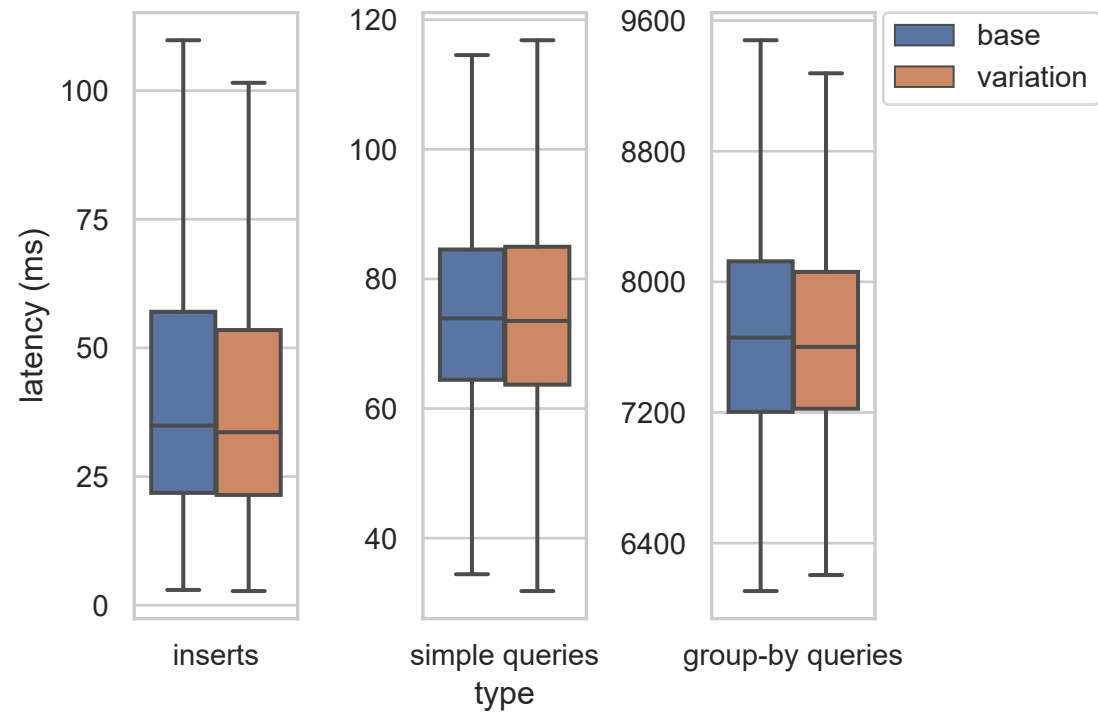 latency (ms)
100
75
50
25
0
inserts
120
100
80
60
40
simple queries
type
9600
8800
8000
7200
6400
group-by queries
base
variation